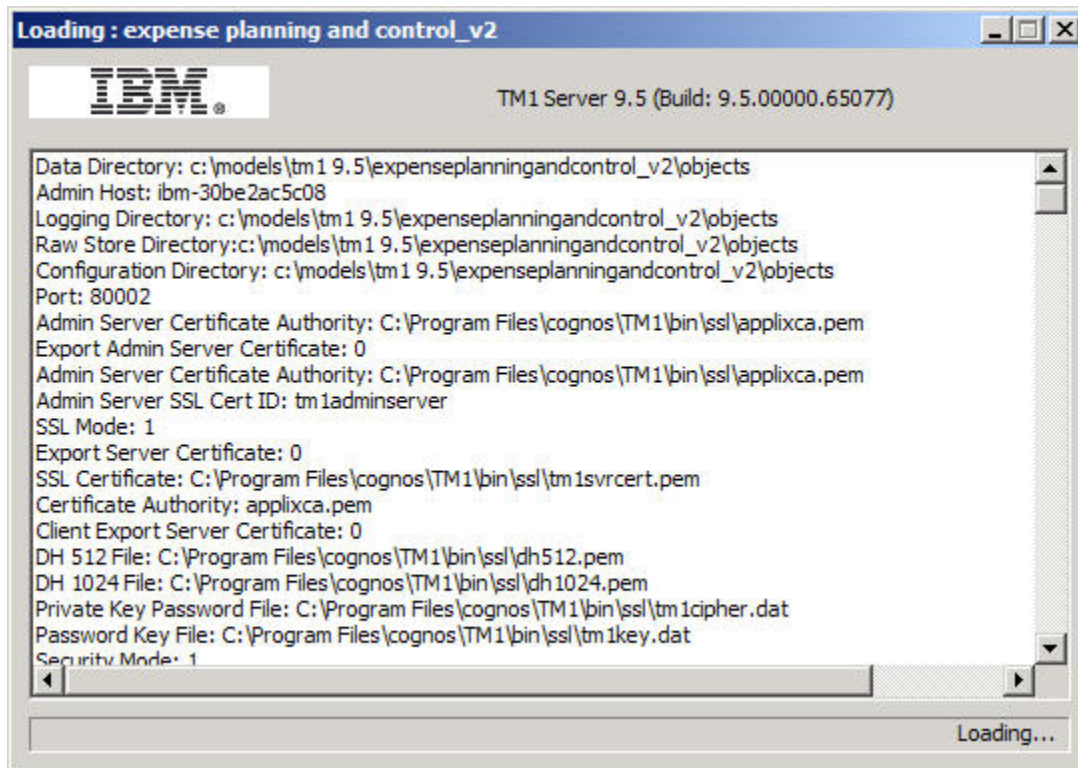 Loading : expense planning and control_v2
IBM®
TM1 Server 9.5 (Build: 9.5.00000.65077)
Data Directory: c:\models\tm1 9.5\expenseplanningandcontrol_v2\objects
Admin Host: ibm-30be2ac5c08
Logging Directory: c:\models\tm1 9.5\expenseplanningandcontrol_v2\objects
Raw Store Directory:c:\models\tm1 9.5\expenseplanningandcontrol_v2\objects
Configuration Directory: c:\models\tm1 9.5\expenseplanningandcontrol_v2\objects
Port: 80002
Admin Server Certificate Authority: C:\Program Files\cognos\TM1\bin\ssl\applixca.pem
Export Admin Server Certificate: 0
Admin Server Certificate Authority: C:\Program Files\cognos\TM1\bin\ssl\applixca.pem
Admin Server SSL Cert ID: tm1adminserver
SSL Mode: 1
Export Server Certificate: 0
SSL Certificate: C:\Program Files\cognos\TM1\bin\ssl\tm1svrcert.pem
Certificate Authority: applixca.pem
Client Export Server Certificate: 0
DH 512 File: C:\Program Files\cognos\TM1\bin\ssl\dh512.pem
DH 1024 File: C:\Program Files\cognos\TM1\bin\ssl\dh1024.pem
Private Key Password File: C:\Program Files\cognos\TM1\bin\ssl\tm1cipher.dat
Password Key File: C:\Program Files\cognos\TM1\bin\ssl\tm1key.dat
Security Mode: 1
Loading...